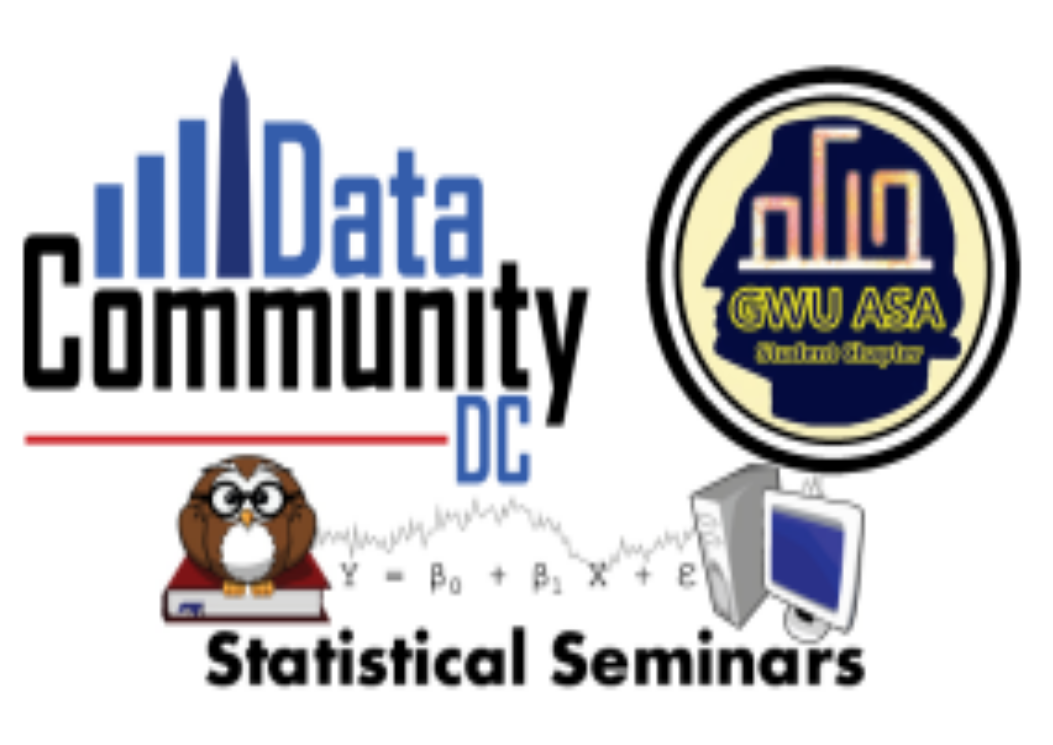 Data
Community
DC
GWU ASA
Student Chapter
Y = β₀ + β₁ X + ε
Statistical Seminars